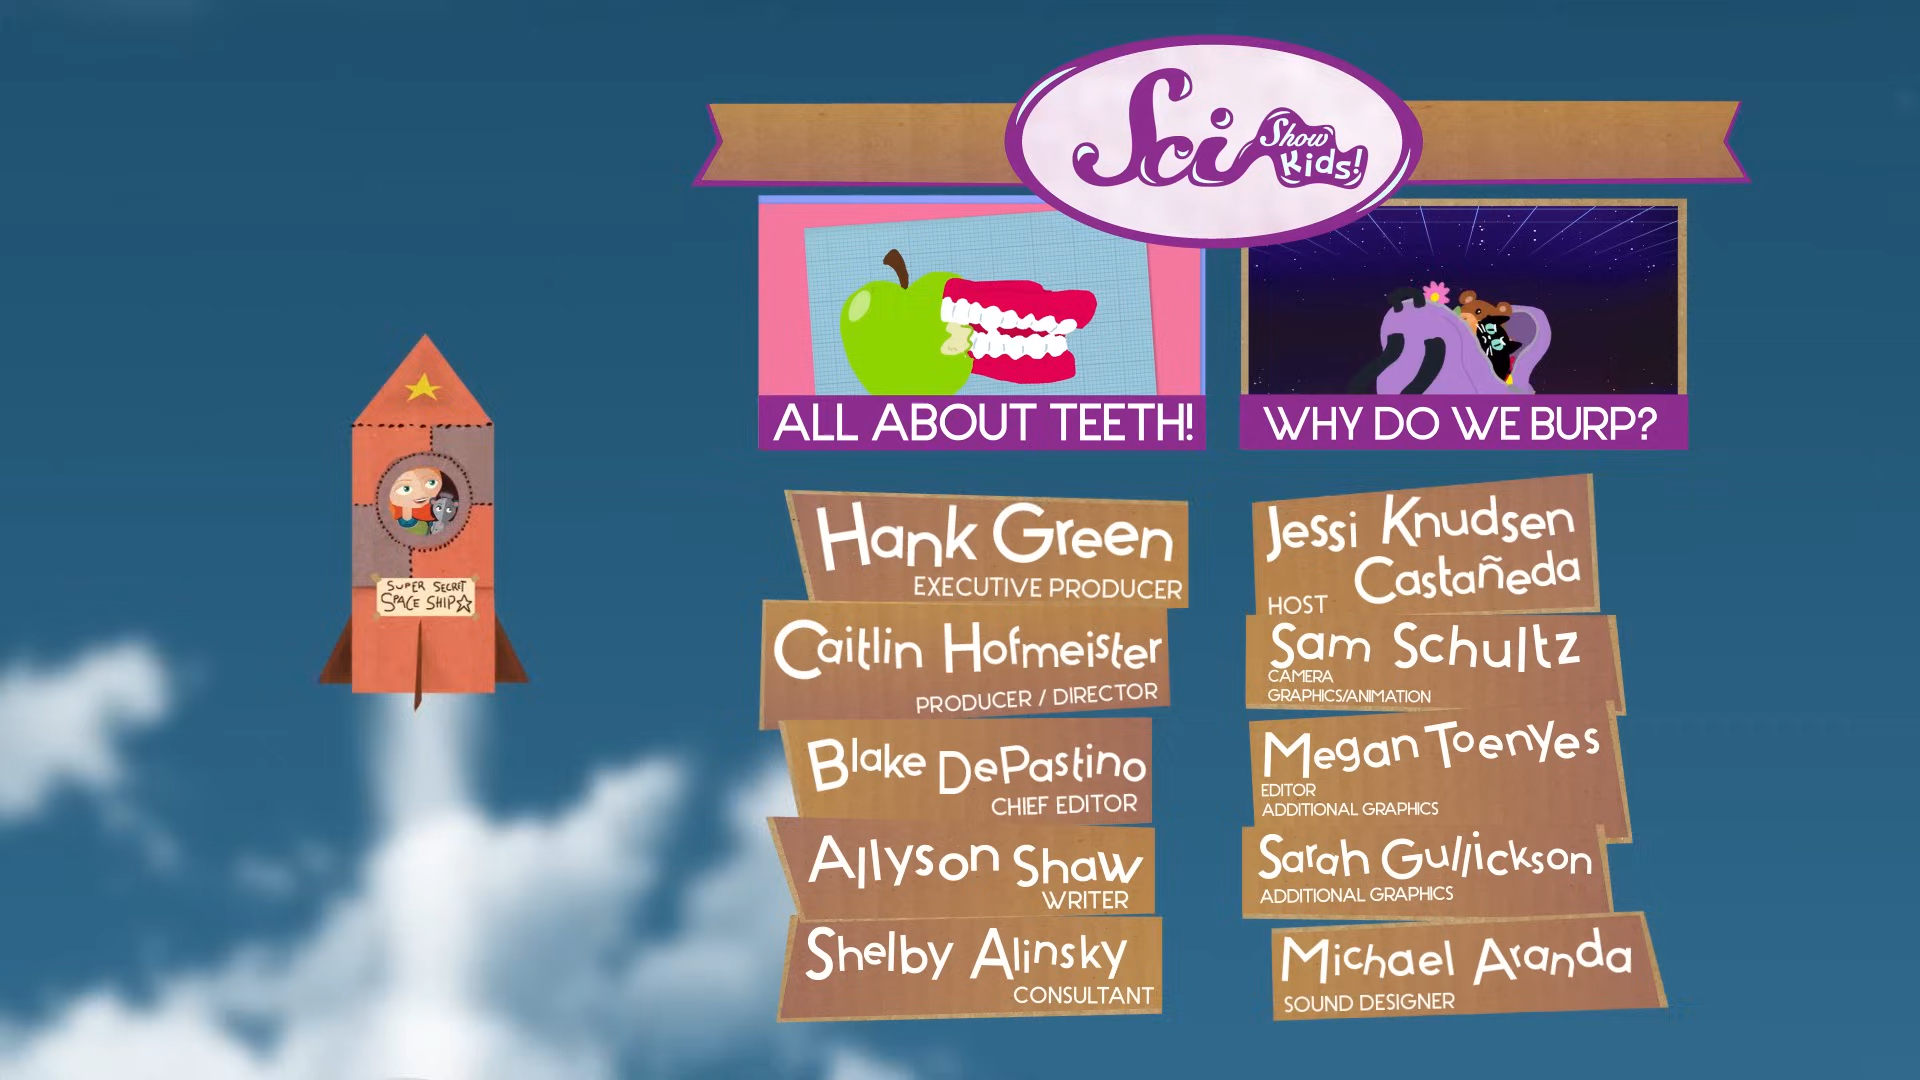 Sci
Show
Kids!
ALL ABOUT TEETH!
WHY DO WE BURP?
SUPER SECRET
SPACE SHIP
Hank Green
EXECUTIVE PRODUCER
Caitlin Hofmeister
PRODUCER / DIRECTOR
Blake DePastino
CHIEF EDITOR
Allyson Shaw
WRITER
Shelby Alinsky
CONSULTANT
Jessi Knudsen
Castañeda
HOST
Sam Schultz
CAMERA
GRAPHICS/ANIMATION
Megan Toenyes
EDITOR
ADDITIONAL GRAPHICS
Sarah Gullickson
ADDITIONAL GRAPHICS
Michael Aranda
SOUND DESIGNER